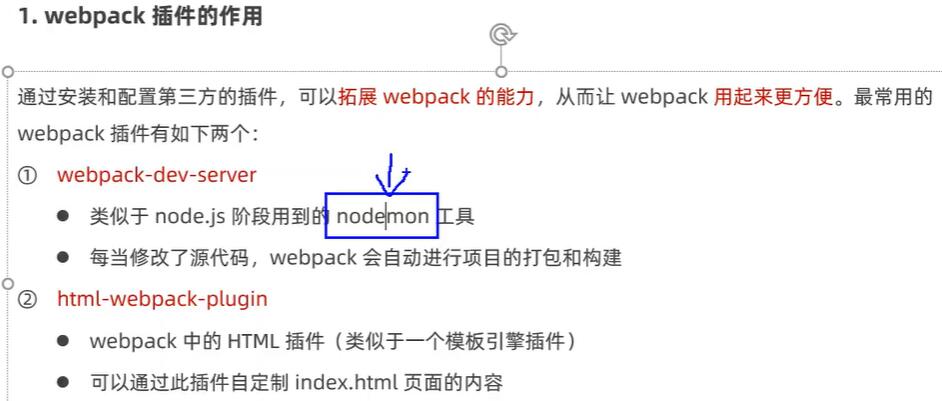 1. webpack 插件的作用
通过安装和配置第三方的插件，可以拓展 webpack 的能力，从而让 webpack 用起来更方便。最常用的
webpack 插件有如下两个：
① webpack-dev-server
● 类似于 node.js 阶段用到的 nodemon 工具
● 每当修改了源代码，webpack 会自动进行项目的打包和构建
② html-webpack-plugin
● webpack 中的 HTML 插件（类似于一个模板引擎插件）
● 可以通过此插件自定制 index.html 页面的内容